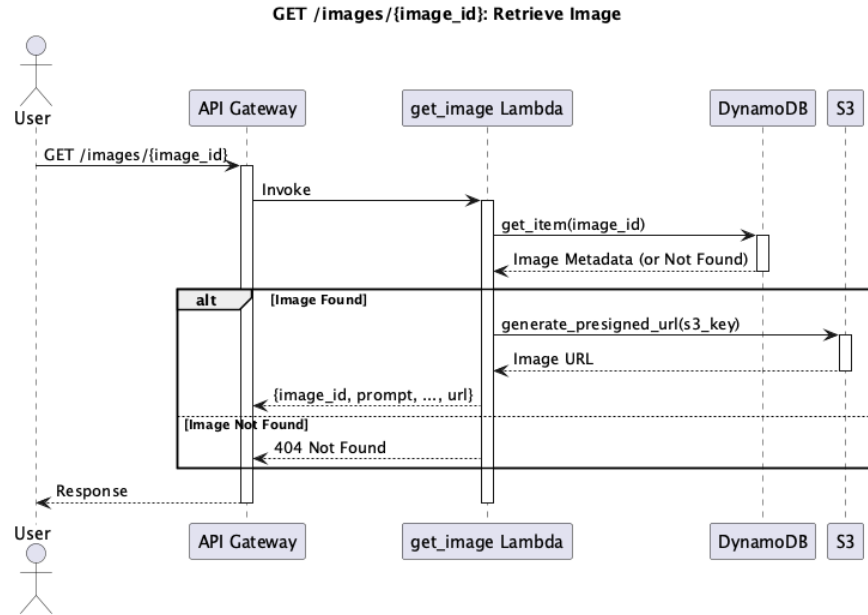 GET /images/{image_id}: Retrieve Image
User
API Gateway
get_image Lambda
DynamoDB
S3
GET /images/{image_id}
Invoke
get_item(image_id)
Image Metadata (or Not Found)
alt
[Image Found]
generate_presigned_url(s3_key)
Image URL
{image_id, prompt, ..., url}
[Image Not Found]
404 Not Found
Response
User
API Gateway
get_image Lambda
DynamoDB
S3